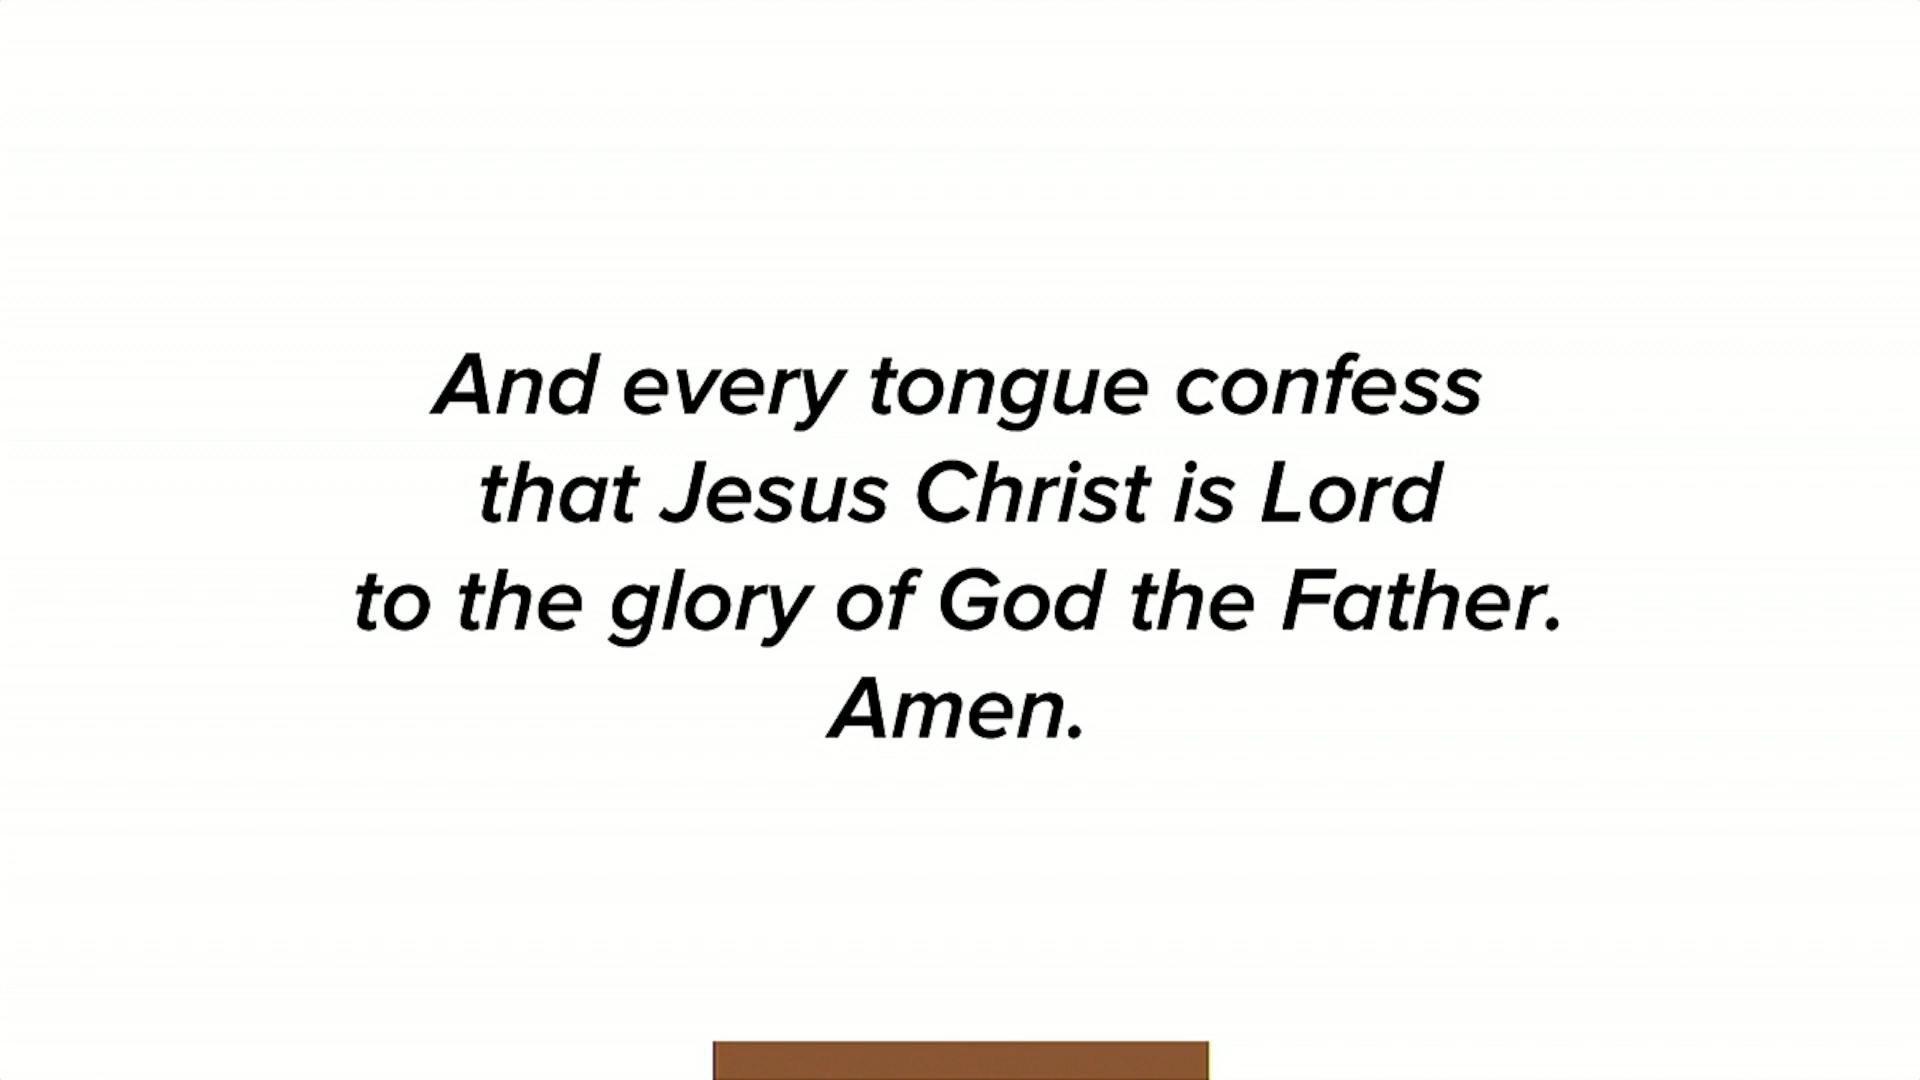 And every tongue confess
that Jesus Christ is Lord
to the glory of God the Father.
Amen.